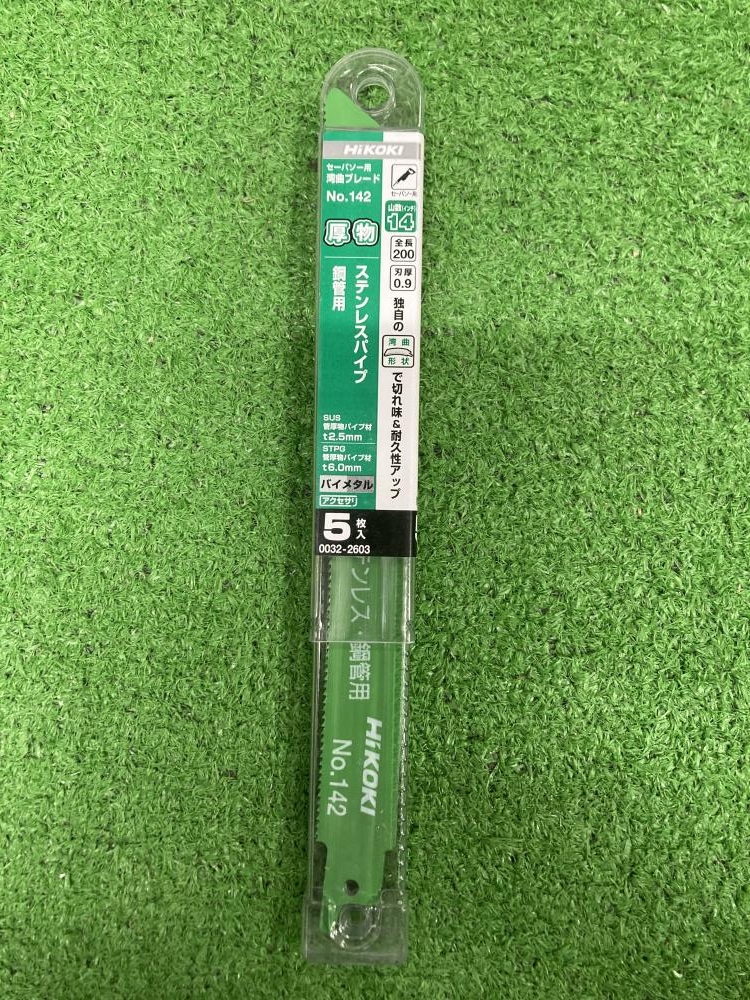 HiKOKI
セーバソー用
湾曲ブレード
No.142
厚物
ステンレスパイプ
鋼管用
SUS
管厚物パイプ材
t2.5mm
STPG
管厚物パイプ材
t6.0mm
バイメタル
アクセサリ
セーバソー用
山数(インチ)
14
全長
200
刃厚
0.9
独自の
湾曲
形状
で切れ味&耐久性アップ
5枚入
0032-2603
テンレス・鋼管用
HiKOKI
No.142